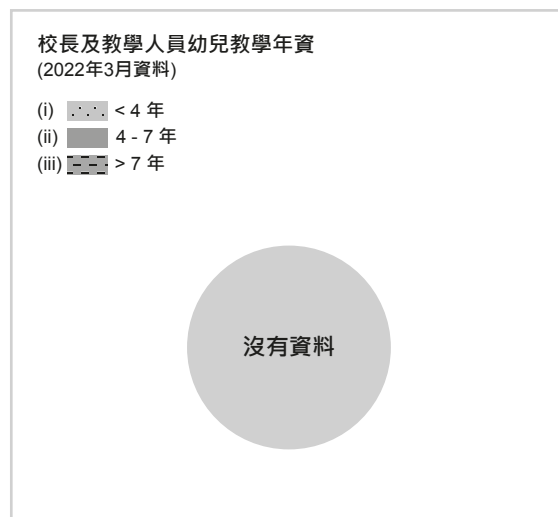 校長及教學人員幼兒教學年資
(2022年3月資料)
(i) < 4 年
(ii) 4 - 7 年
(iii) > 7 年
沒有資料